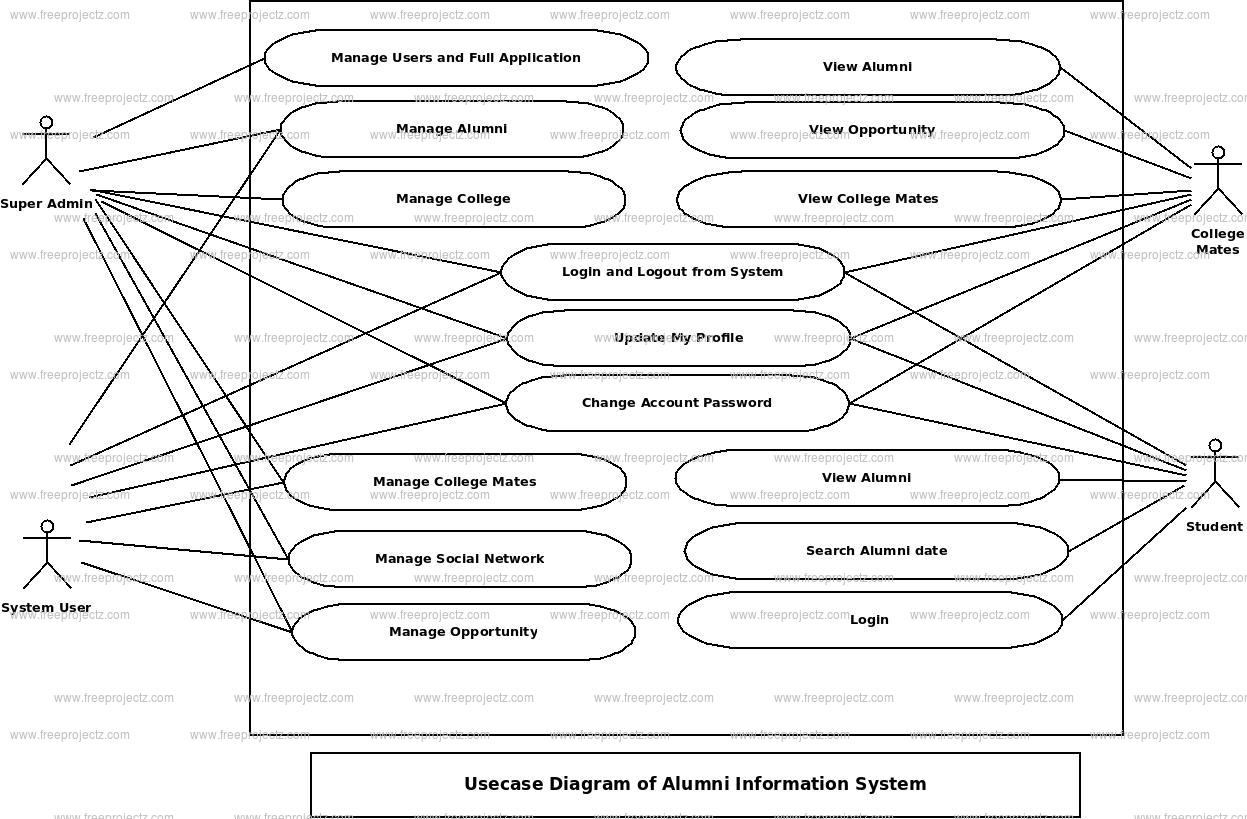 Manage Users and Full Application
View Alumni
Manage Alumni
View Opportunity
Manage College
View College Mates
Super Admin
College
Mates
Login and Logout from System
Update My Profile
Change Account Password
Manage College Mates
View Alumni
Student
Manage Social Network
Search Alumni date
System User
Manage Opportunity
Login
Usecase Diagram of Alumni Information System
www.freeprojectz.com